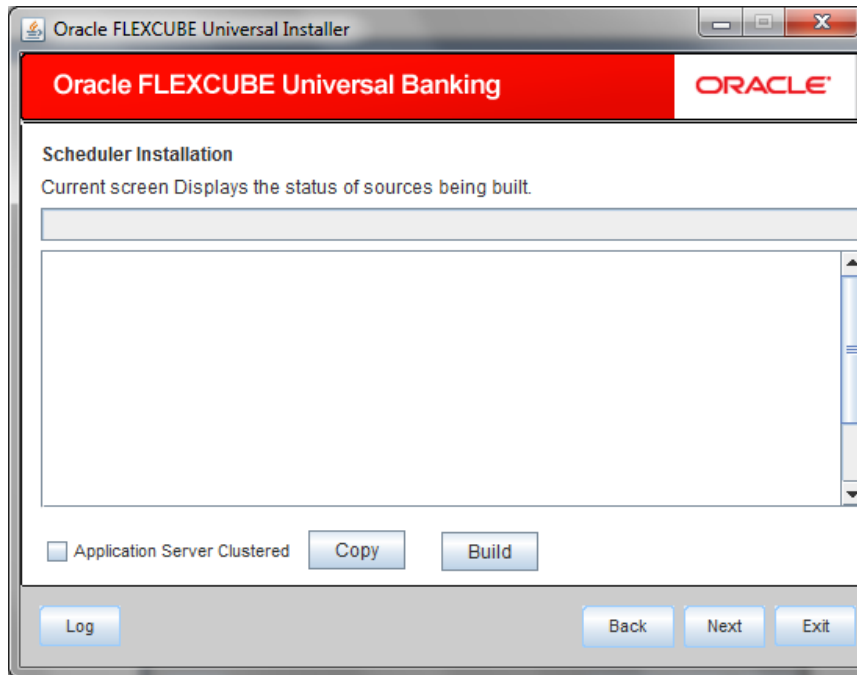 Oracle FLEXCUBE Universal Installer
Oracle FLEXCUBE Universal Banking
ORACLE
Scheduler Installation
Current screen Displays the status of sources being built.
Application Server Clustered
Copy
Build
Log
Back
Next
Exit